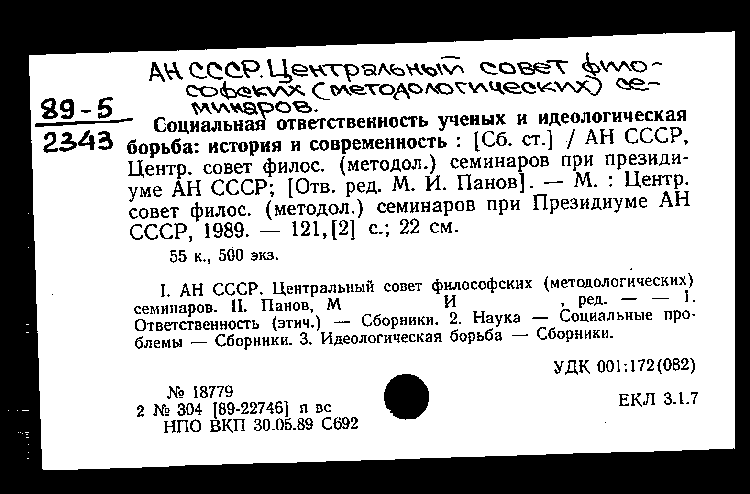 АН СССР. Центральный совет фило-
софских (методологических) се-
минаров.
89-5
2343
Социальная ответственность ученых и идеологическая
борьба: история и современность : [Сб. ст.] / АН СССР,
Центр. совет филос. (методол.) семинаров при президи-
уме АН СССР; [Отв. ред. М. И. Панов]. — М. : Центр.
совет филос. (методол.) семинаров при Президиуме АН
СССР, 1989. — 121,[2] с.; 22 см.
55 к., 500 экз.
I. АН СССР. Центральный совет философских (методологических)
семинаров. II. Панов, М И , ред. — — 1.
Ответственность (этич.) — Сборники. 2. Наука — Социальные про-
блемы — Сборники. 3. Идеологическая борьба — Сборники.
УДК 001:172(082)
№ 18779
2 № 304 [89-22746] п вс
НПО ВКП 30.05.89 С692
ЕКЛ 3.1.7